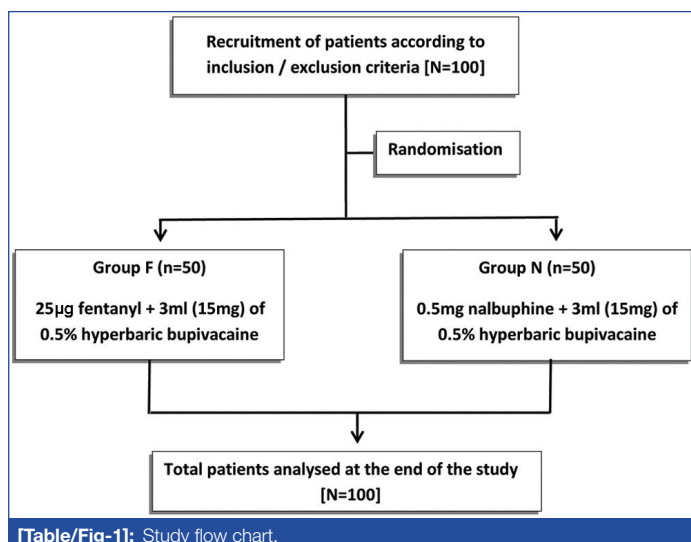 Recruitment of patients according to
inclusion / exclusion criteria [N=100]
Randomisation
Group F (n=50)
25µg fentanyl + 3ml (15mg) of
0.5% hyperbaric bupivacaine
Group N (n=50)
0.5mg nalbuphine + 3ml (15mg) of
0.5% hyperbaric bupivacaine
Total patients analysed at the end of the study
[N=100]
[Table/Fig-1]: Study flow chart.